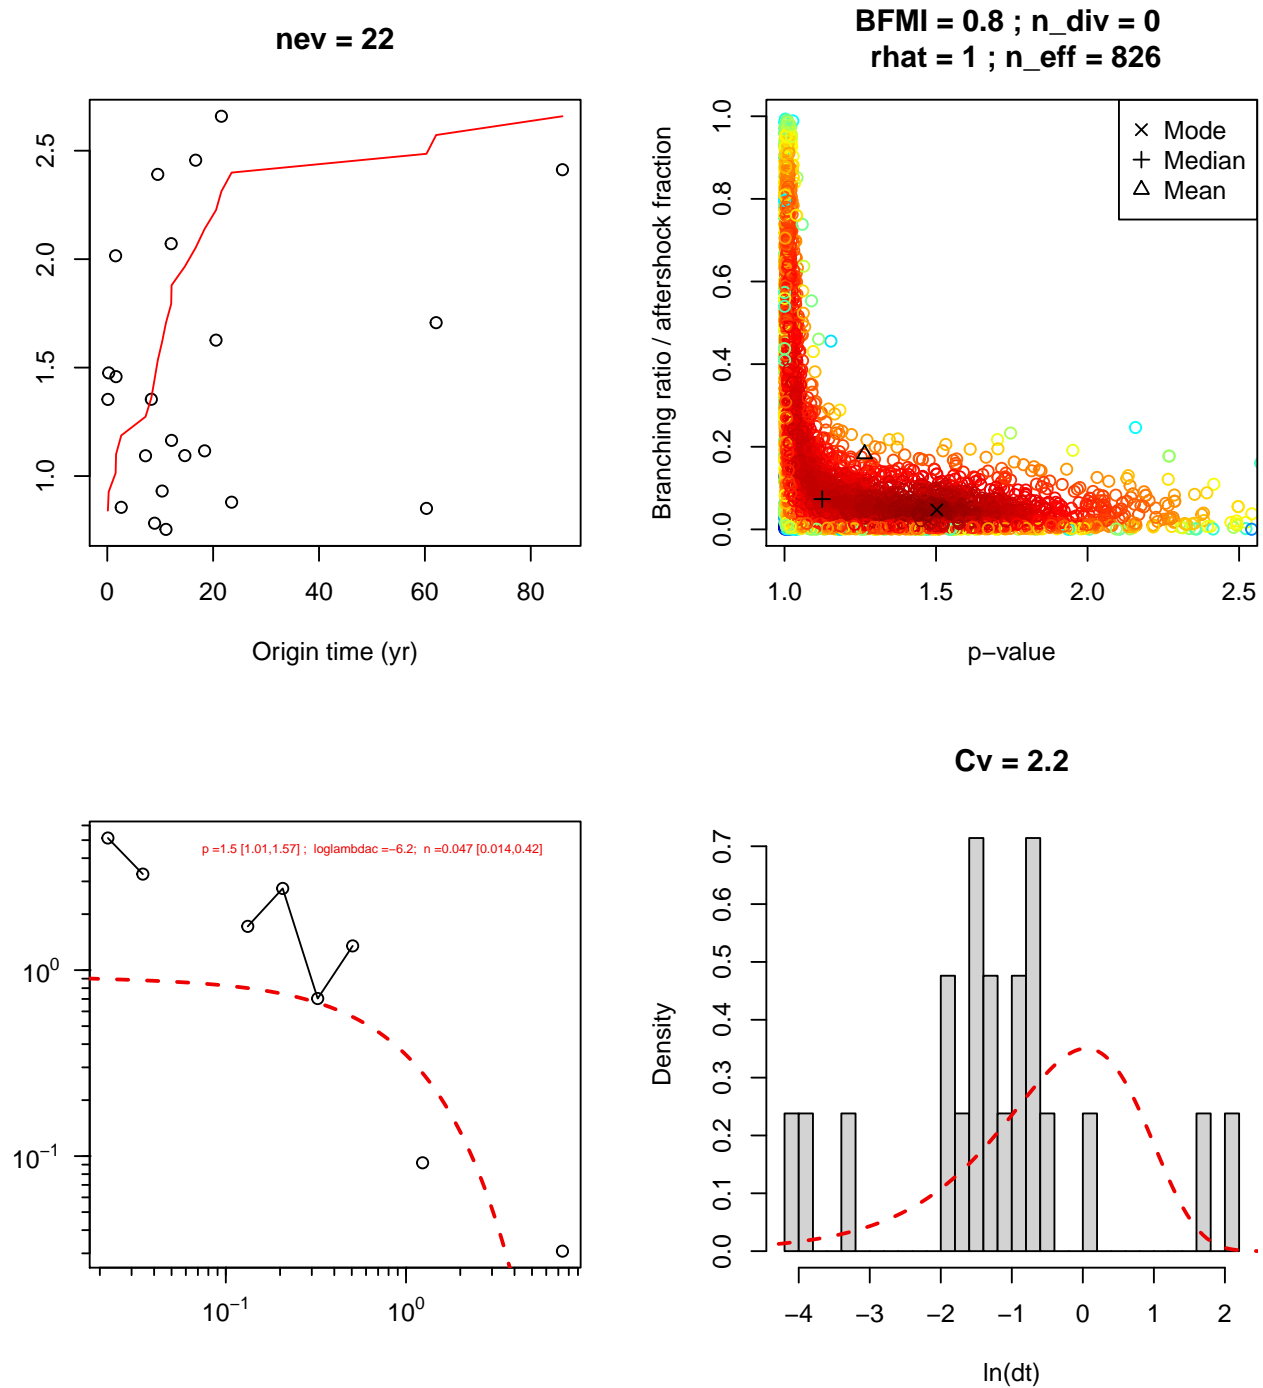 nev = 22
2.5
2.0
1.5
1.0
0 20 40 60 80
Origin time (yr)
BFMI = 0.8 ; n_div = 0
rhat = 1 ; n_eff = 826
Branching ratio / aftershock fraction
1.0
0.8
0.6
0.4
0.2
0.0
Mode
Median
Mean
1.0 1.5 2.0 2.5
p−value
p =1.5 [1.01,1.57] ; loglambdac =−6.2; n =0.047 [0.014,0.42]
10⁰
10⁻¹
10⁻¹ 10⁰
Cv = 2.2
Density
0.7
0.6
0.5
0.4
0.3
0.2
0.1
0.0
−4 −3 −2 −1 0 1 2
ln(dt)